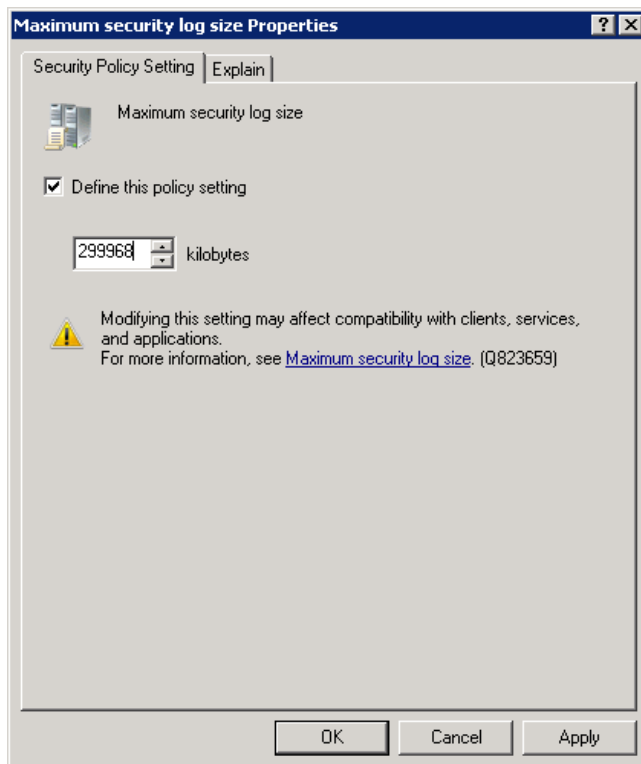 Maximum security log size Properties
Security Policy Setting
Explain
Maximum security log size
Define this policy setting
299968 kilobytes
Modifying this setting may affect compatibility with clients, services,
and applications.
For more information, see Maximum security log size. (Q823659)
OK
Cancel
Apply